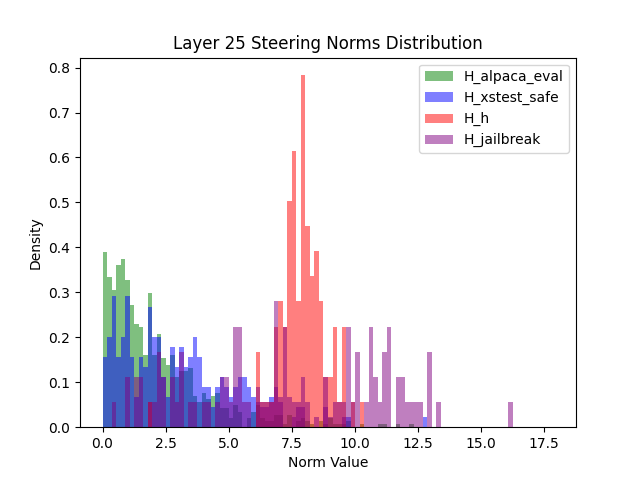 Layer 25 Steering Norms Distribution
H_alpaca_eval
H_xstest_safe
H_h
H_jailbreak
Density
0.8
0.7
0.6
0.5
0.4
0.3
0.2
0.1
0.0
0.0 2.5 5.0 7.5 10.0 12.5 15.0 17.5
Norm Value